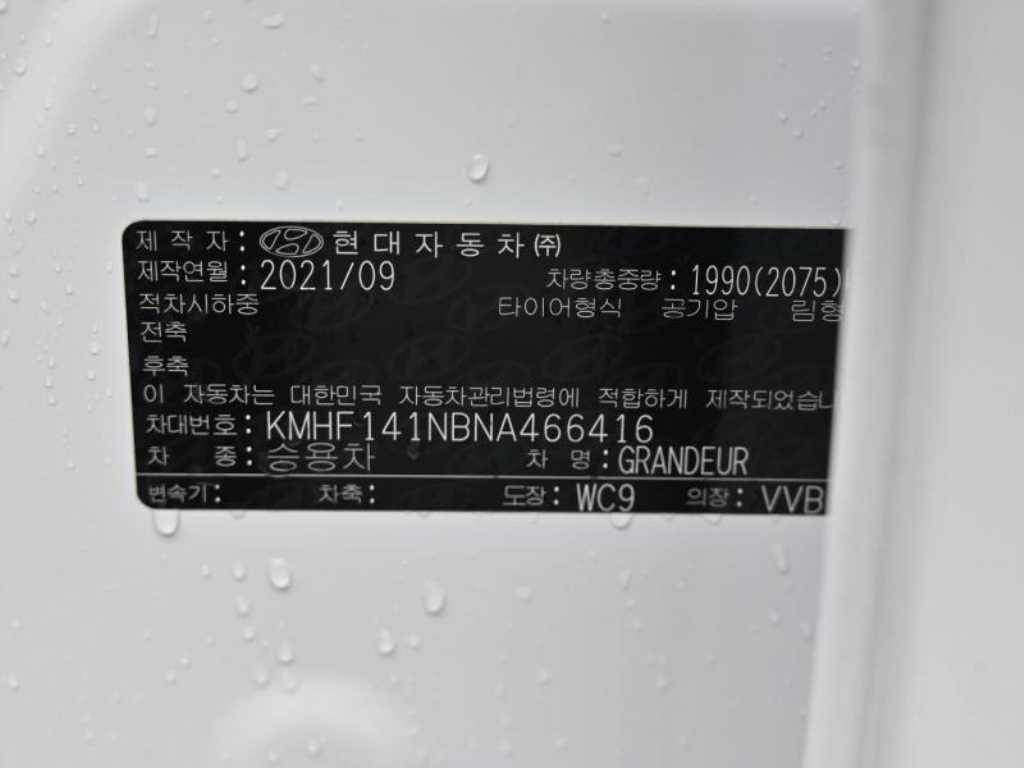 제 작 자 : 현 대 자 동 차 ㈜
제작연월 : 2021/09 차량총중량 : 1990(2075)
적차시하중 타이어형식 공기압 림형
전축
후축
이 자동차는 대한민국 자동차관리법령에 적합하게 제작되었습니
차대번호 : KMHF141NBNA466416
차 종 : 승용차 차 명 : GRANDEUR
변속기 : 차축 : 도장 : WC9 의장 : VVB